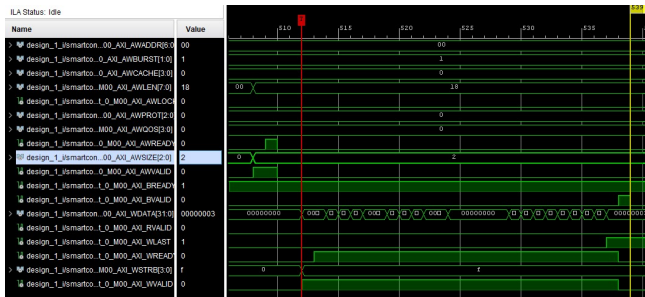 ILA Status: Idle
539
Name Value 510 515 520 525 530 535
design_1_i/smartcon...00_AXI_AWADDR[6:0 00 00
design_1_i/smartcon...0_AXI_AWBURST[1:0] 1 1
design_1_i/smartcon...0_AXI_AWCACHE[3:0] 0 0
design_1_i/smartcon...M00_AXI_AWLEN[7:0] 18 00 18
design_1_i/smartco...t_0_M00_AXI_AWLOCK 0
design_1_i/smartcon...00_AXI_AWPROT[2:0 0 0
design_1_i/smartcon...M00_AXI_AWQOS[3:0] 0 0
design_1_i/smartco...0_M00_AXI_AWREADY 0
design_1_i/smartcon...00_AXI_AWSIZE[2:0] 2 0 2
design_1_i/smartco...0_M00_AXI_AWVALID 0
design_1_i/smartco...t_0_M00_AXI_BREADY 1
design_1_i/smartco...t_0_M00_AXI_BVALID 0
design_1_i/smartcon...00_AXI_WDATA[31:0] 00000003 00000000 00000000
design_1_i/smartco...t_0_M00_AXI_RVALID 0
design_1_i/smartco...t_0_M00_AXI_WLAST 1
design_1_i/smartco...t_0_M00_AXI_WREADY 0
design_1_i/smartcon...M00_AXI_WSTRB[3:0] f 0 f
design_1_i/smartco...t_0_M00_AXI_WVALID 0